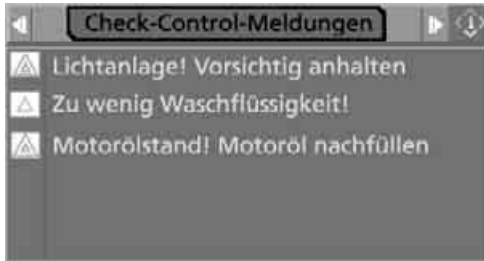 Check-Control-Meldungen
Lichtanlage! Vorsichtig anhalten
Zu wenig Waschflüssigkeit!
Motorölstand! Motoröl nachfüllen